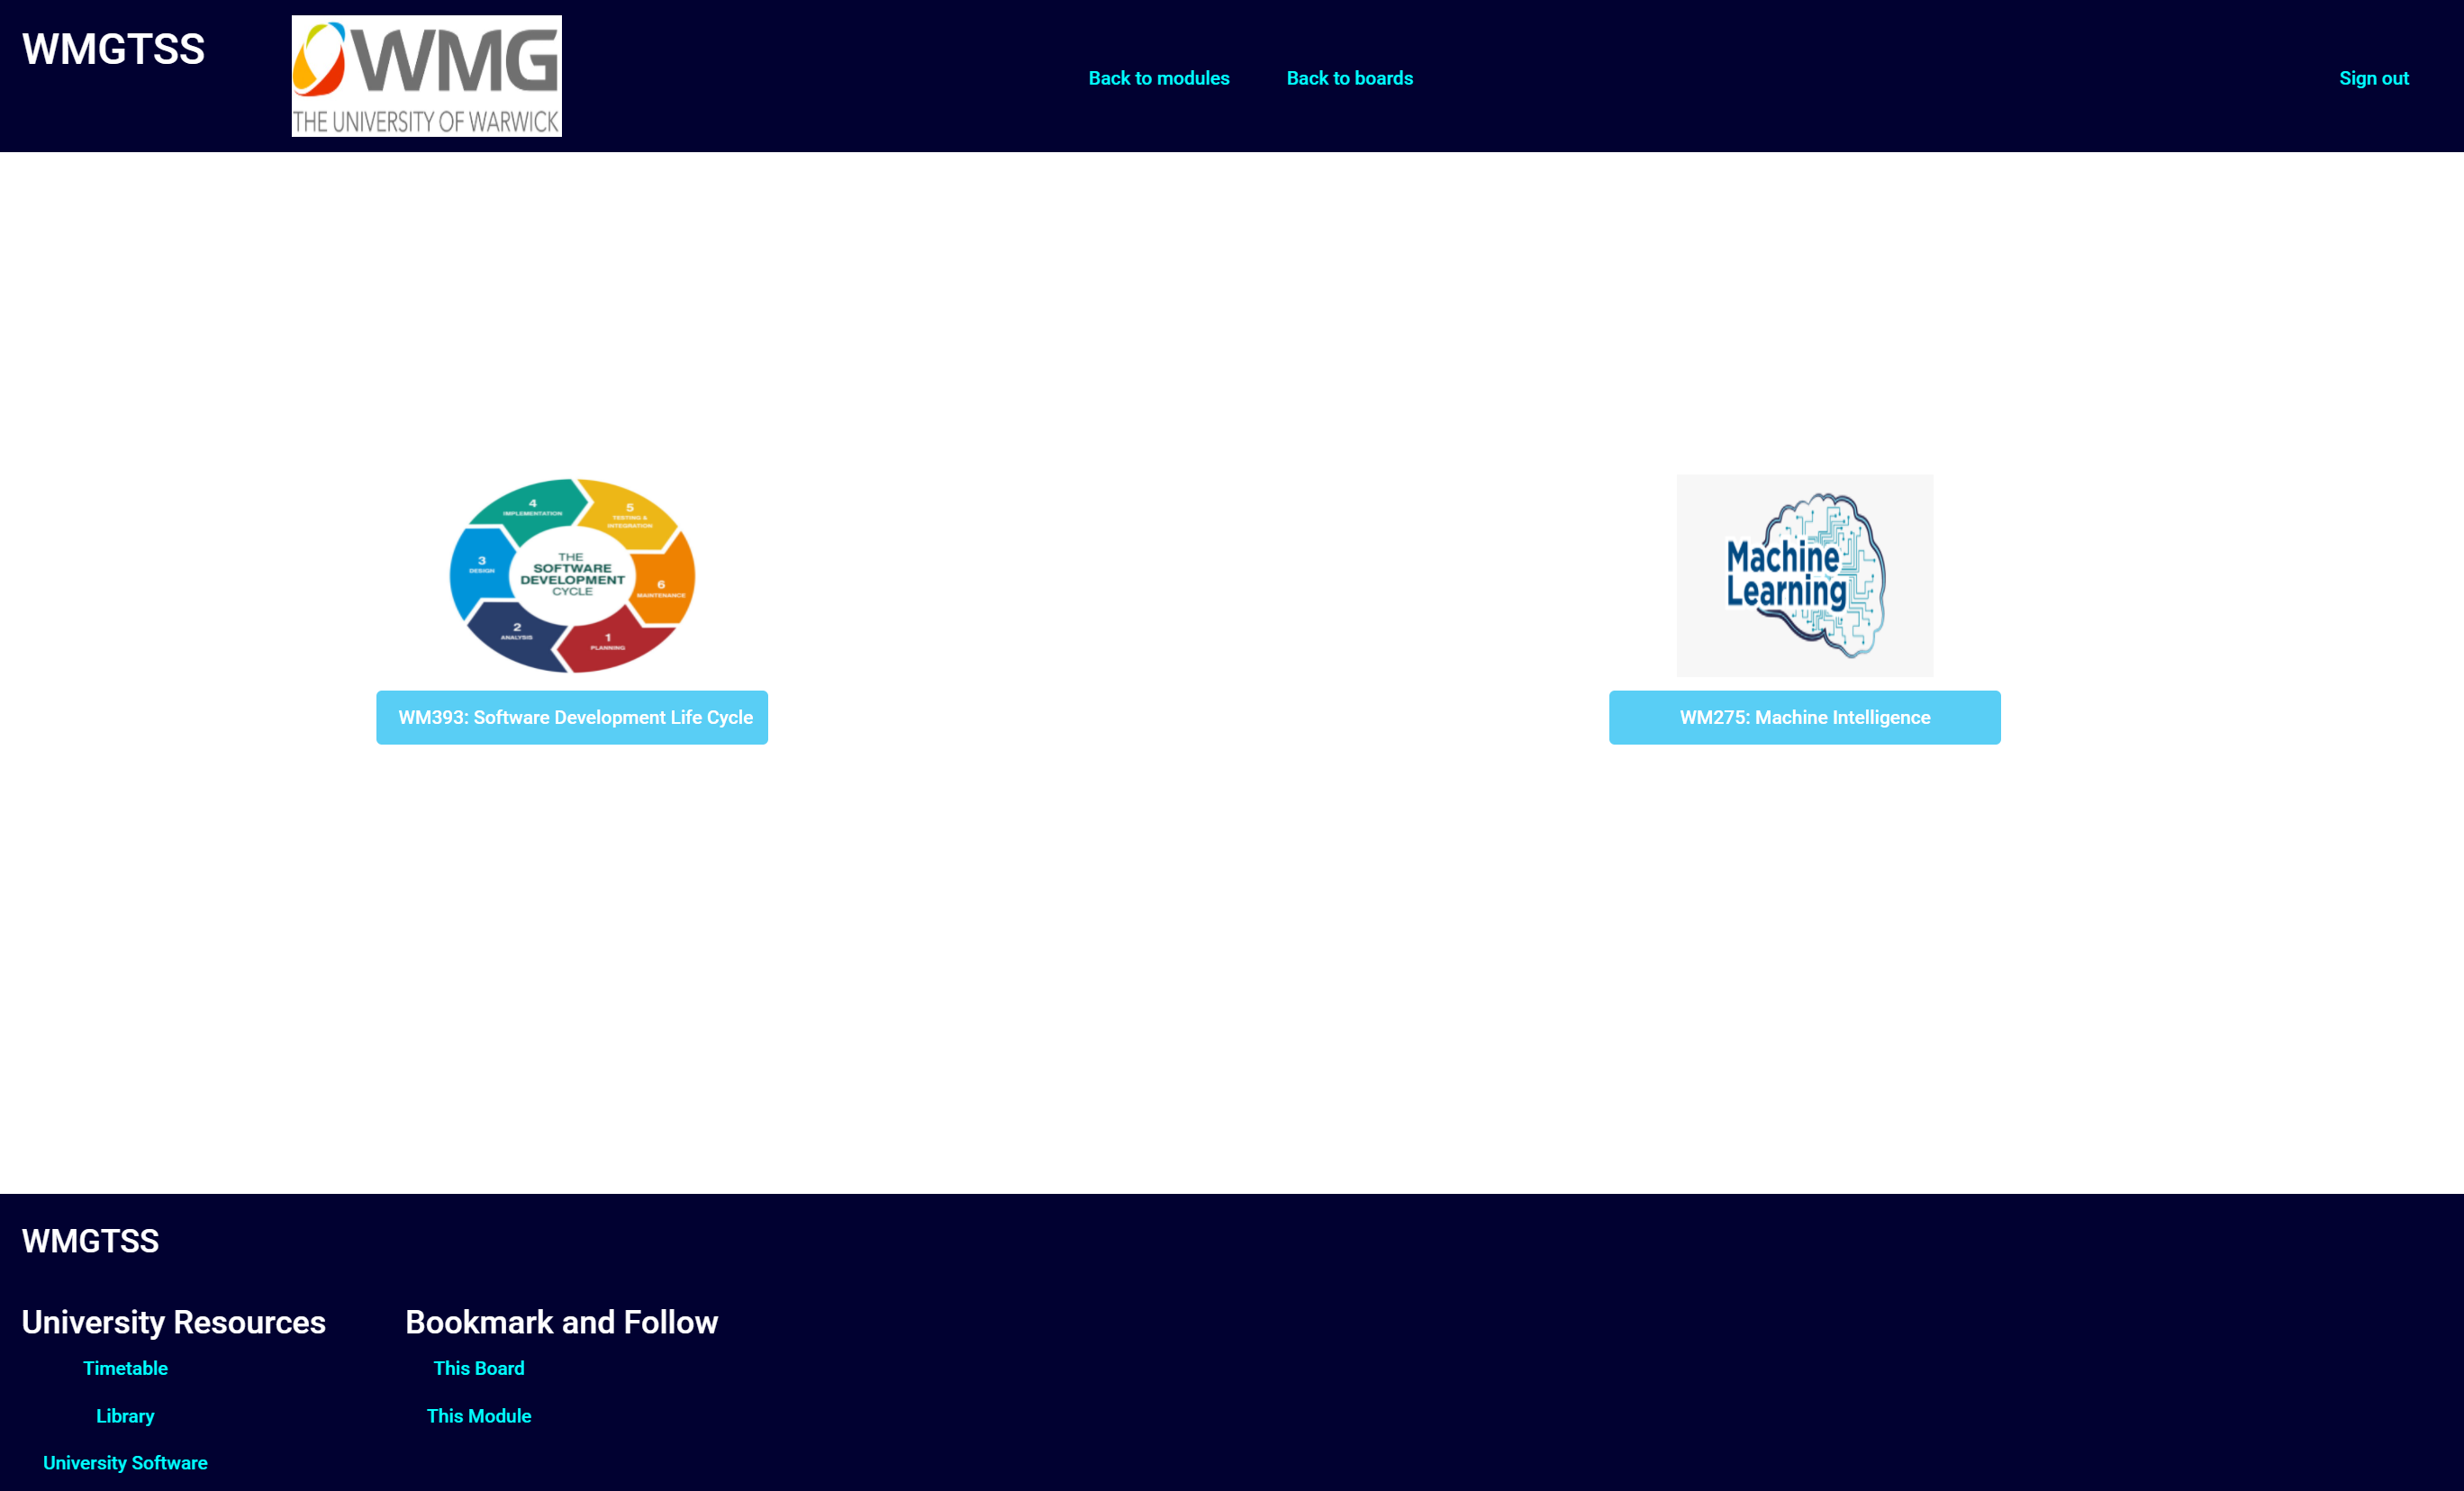 WMGTSS
WMG
THE UNIVERSITY OF WARWICK
Back to modules
Back to boards
Sign out
4
IMPLEMENTATION
5
TESTING &
INTEGRATION
3
DESIGN
THE
SOFTWARE
DEVELOPMENT
CYCLE
6
MAINTENANCE
2
ANALYSIS
1
PLANNING
WM393: Software Development Life Cycle
Machine
Learning
WM275: Machine Intelligence
WMGTSS
University Resources
Timetable
Library
University Software
Bookmark and Follow
This Board
This Module